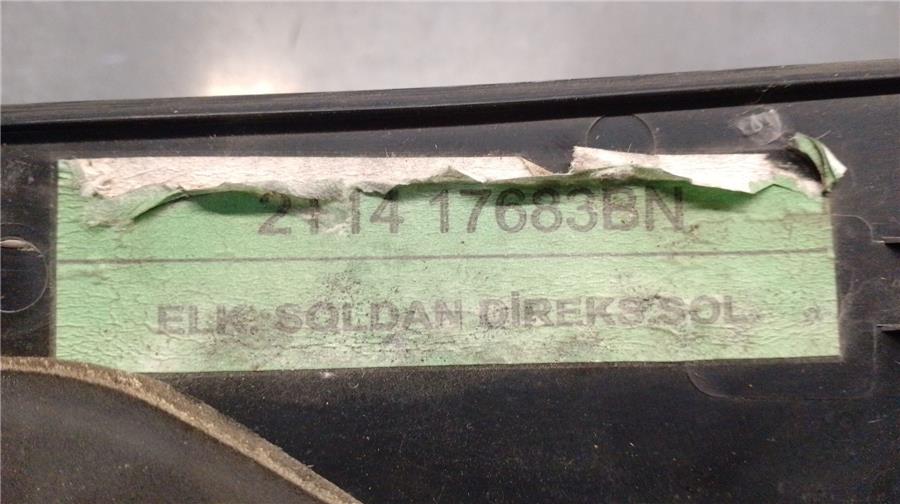 2T14 17683BN
ELK. SOLDAN DİREKS SOL.